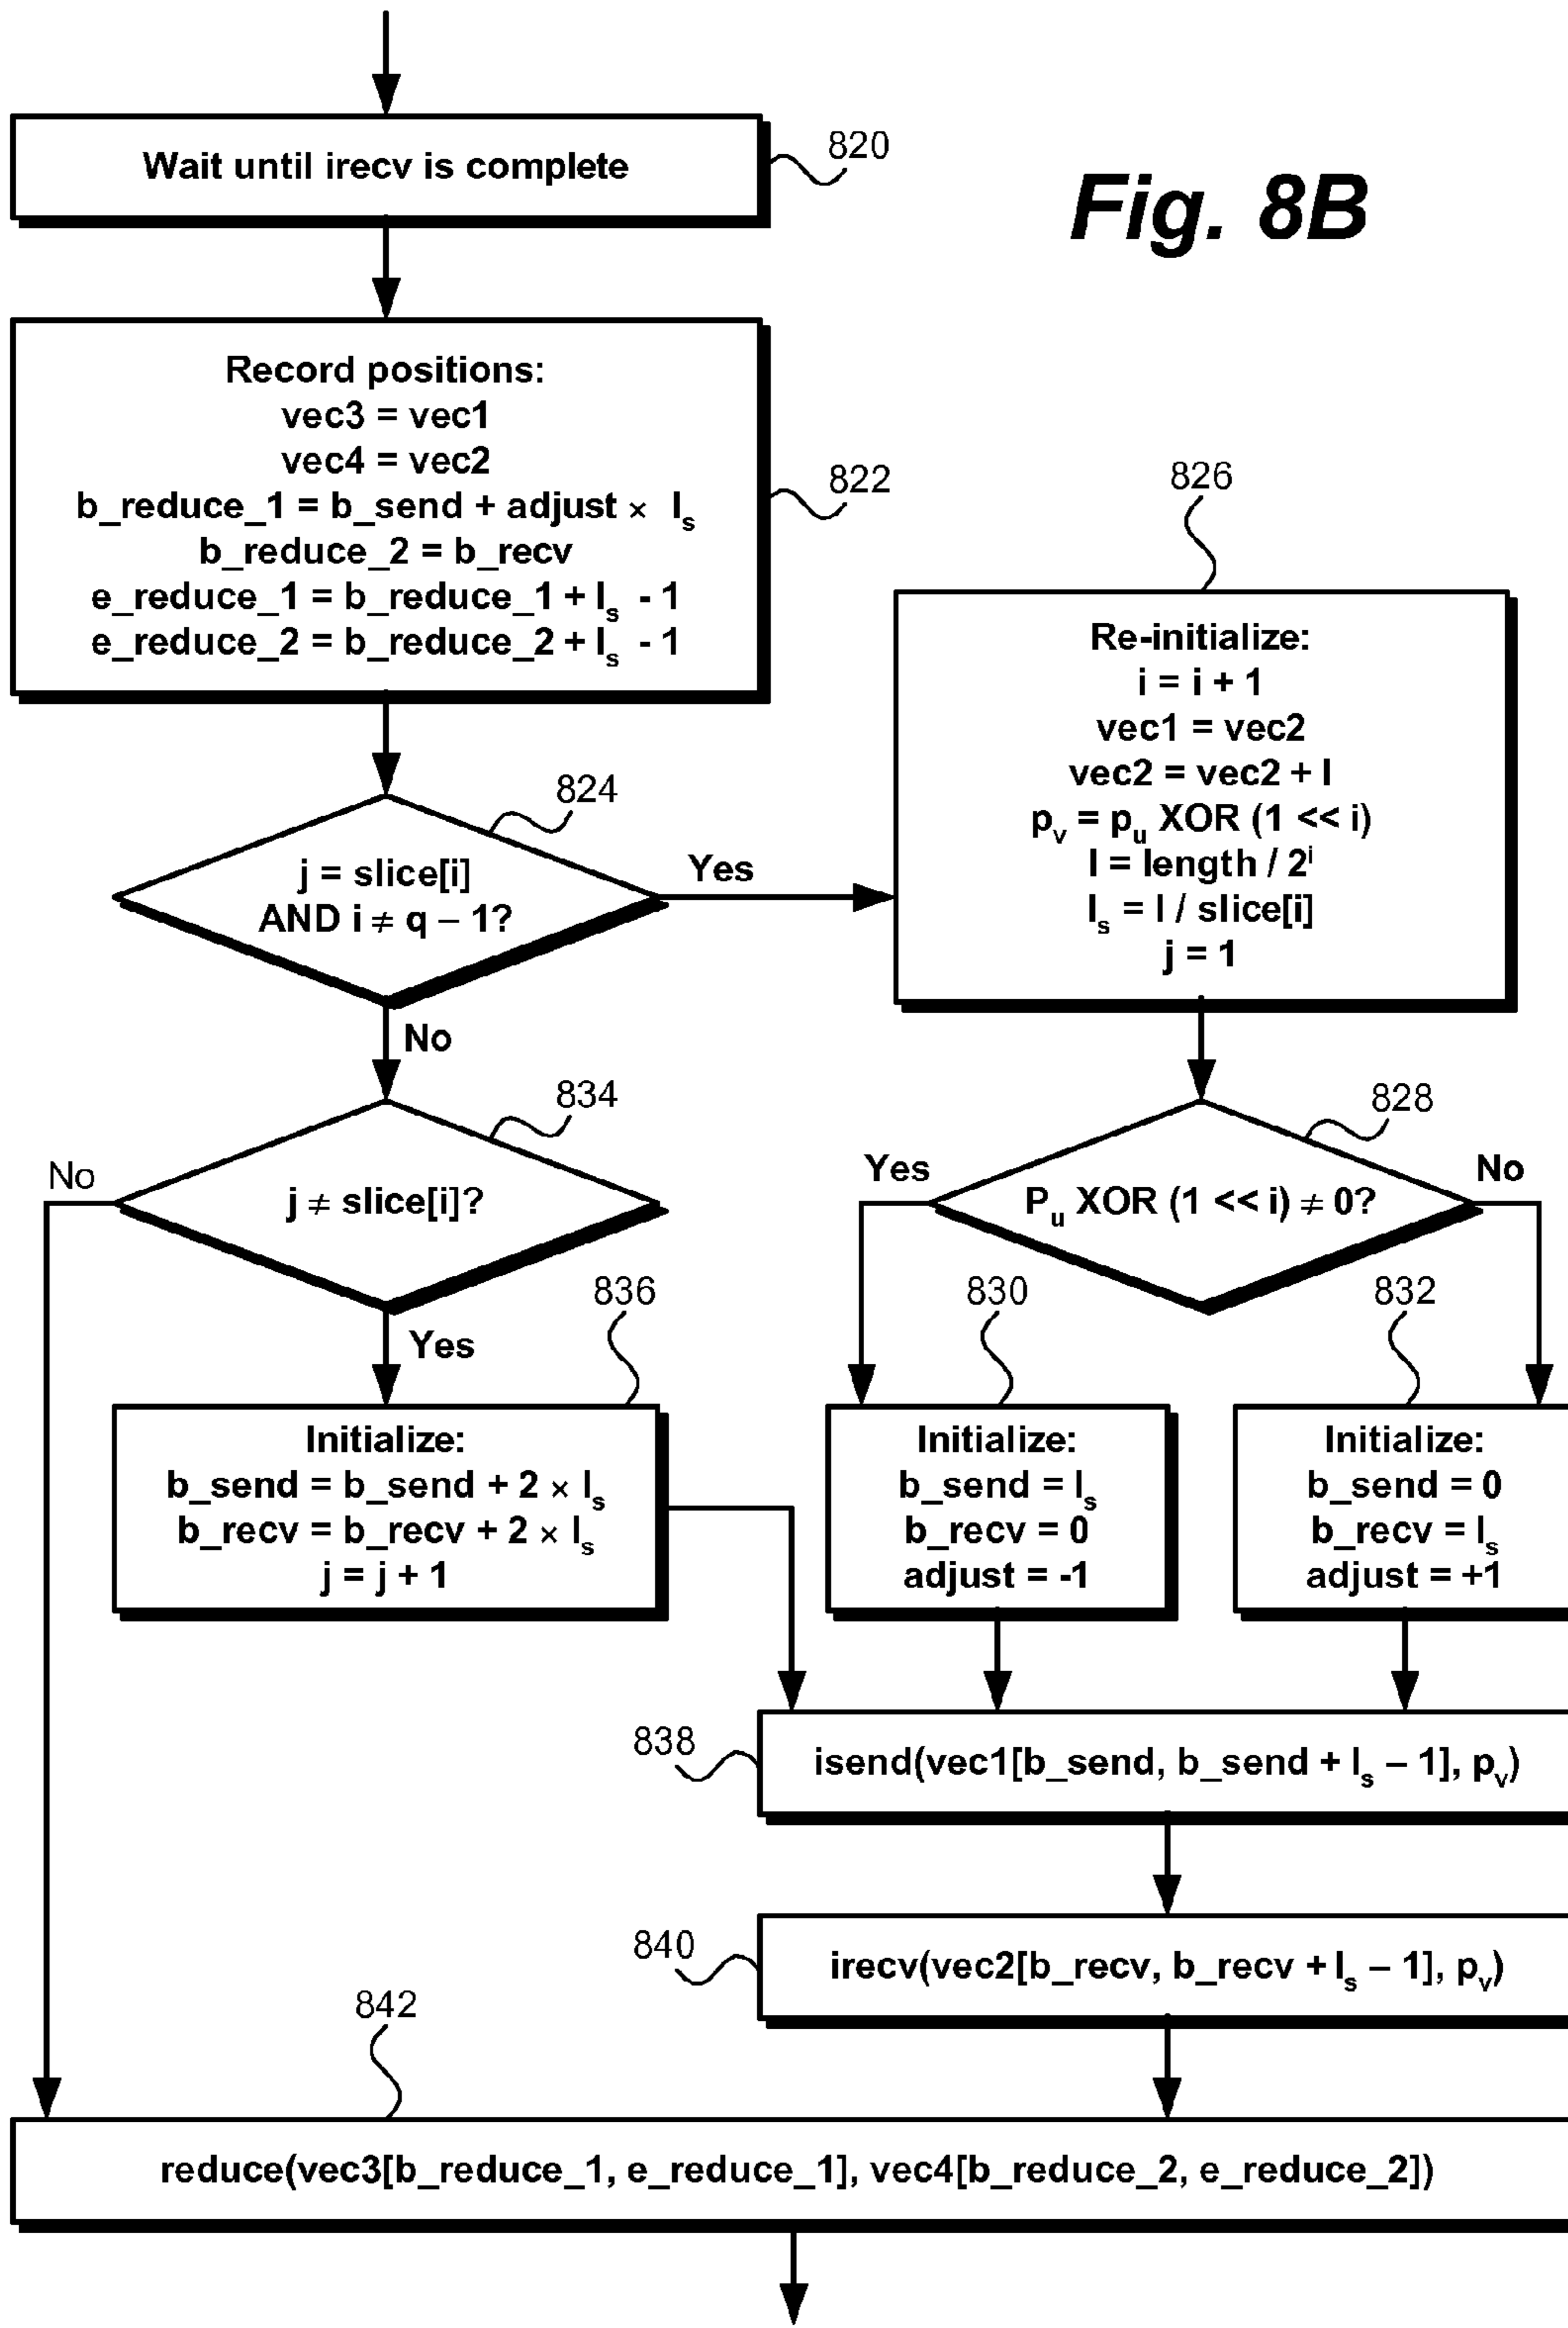 Wait until irecv is complete
820
Fig. 8B
Record positions:
vec3 = vec1
vec4 = vec2
b_reduce_1 = b_send + adjust × lₛ
b_reduce_2 = b_recv
e_reduce_1 = b_reduce_1 + lₛ - 1
e_reduce_2 = b_reduce_2 + lₛ - 1
822
826
Re-initialize:
i = i + 1
vec1 = vec2
vec2 = vec2 + l
pᵥ = pᵤ XOR (1 << i)
l = length / 2ⁱ
lₛ = l / slice[i]
j = 1
824
j = slice[i]
AND i ≠ q – 1?
Yes
No
834
j ≠ slice[i]?
No
Yes
828
Pᵤ XOR (1 << i) ≠ 0?
Yes
No
836
Initialize:
b_send = b_send + 2 × lₛ
b_recv = b_recv + 2 × lₛ
j = j + 1
830
Initialize:
b_send = lₛ
b_recv = 0
adjust = -1
832
Initialize:
b_send = 0
b_recv = lₛ
adjust = +1
838
isend(vec1[b_send, b_send + lₛ – 1], pᵥ)
840
irecv(vec2[b_recv, b_recv + lₛ – 1], pᵥ)
842
reduce(vec3[b_reduce_1, e_reduce_1], vec4[b_reduce_2, e_reduce_2])